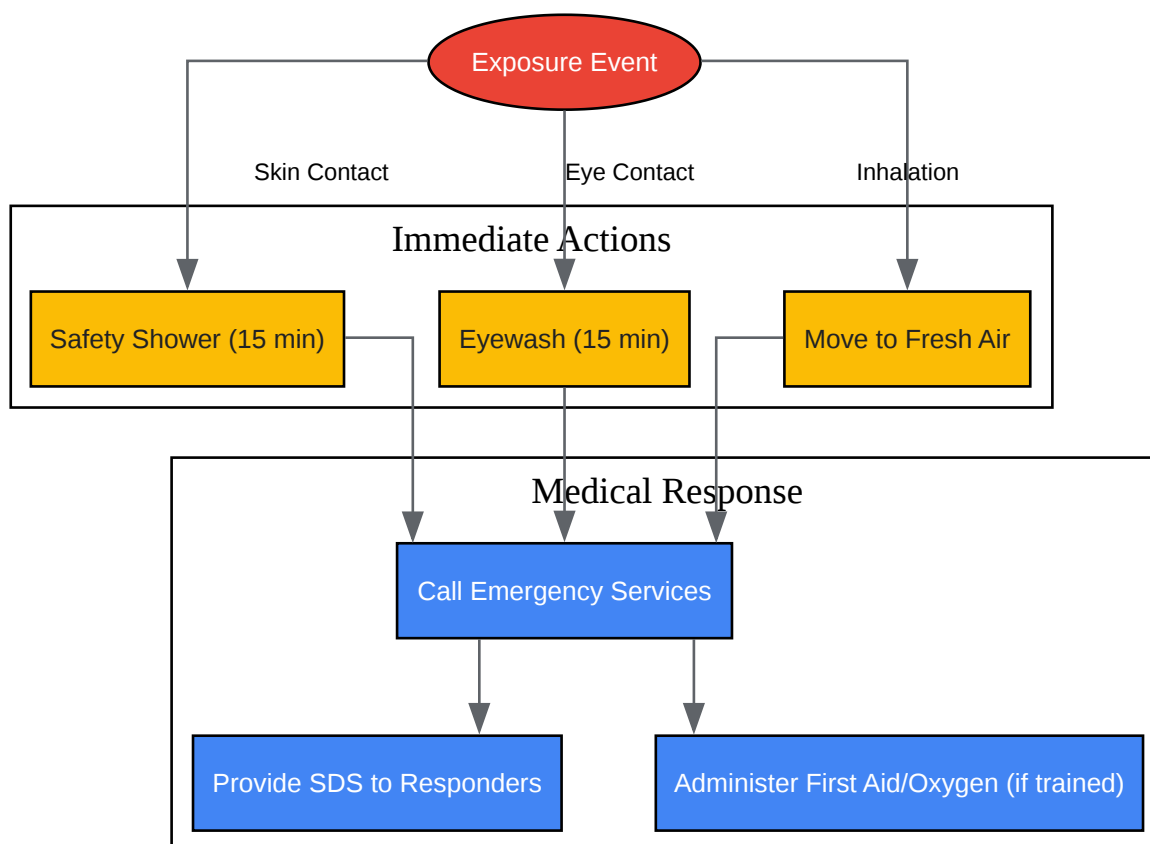 Exposure Event
Skin Contact
Eye Contact
Inhalation
Immediate Actions
Safety Shower (15 min)
Eyewash (15 min)
Move to Fresh Air
Medical Response
Call Emergency Services
Provide SDS to Responders
Administer First Aid/Oxygen (if trained)